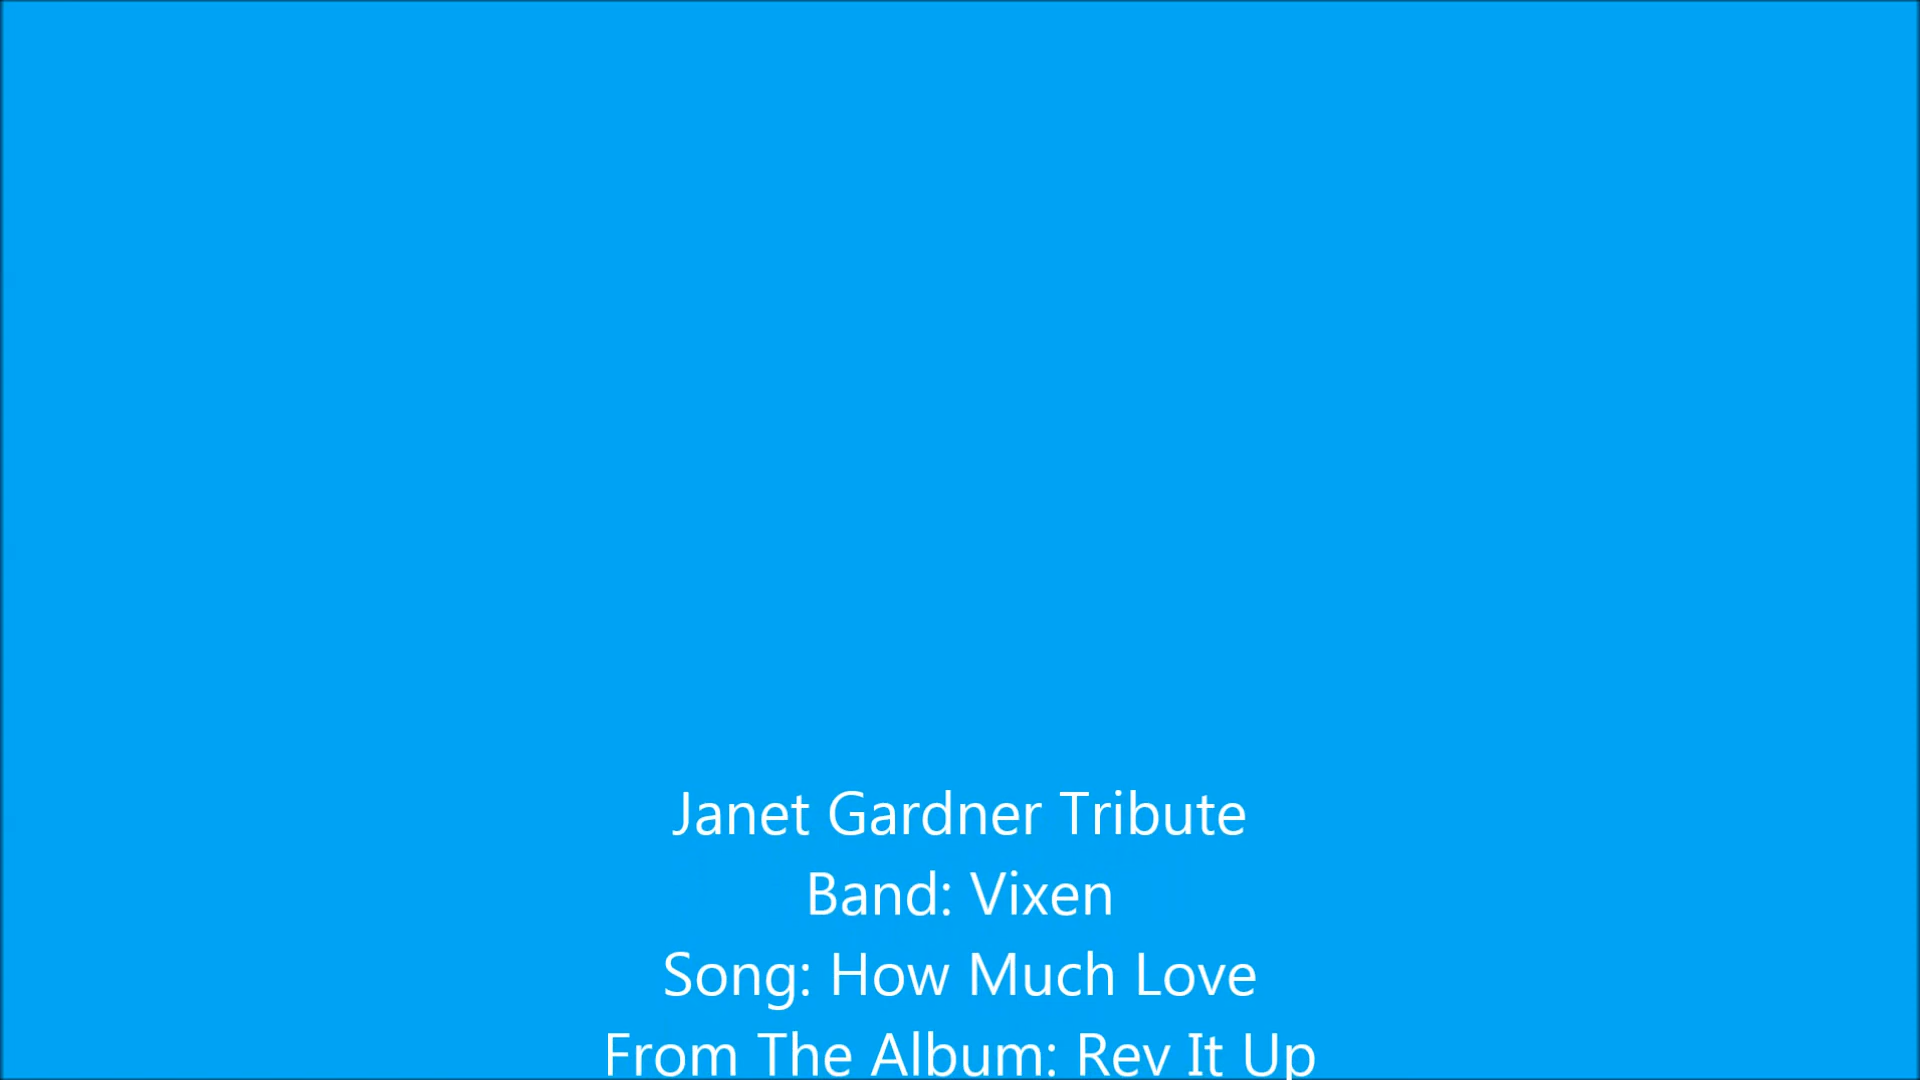 Janet Gardner Tribute
Band: Vixen
Song: How Much Love
From The Album: Rev It Up